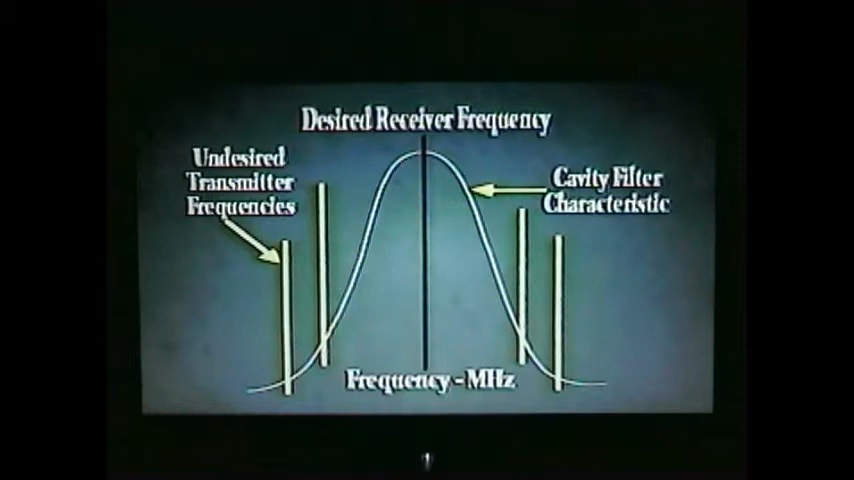 Desired Receiver Frequency
Undesired
Transmitter
Frequencies
Cavity Filter
Characteristic
Frequency - MHz